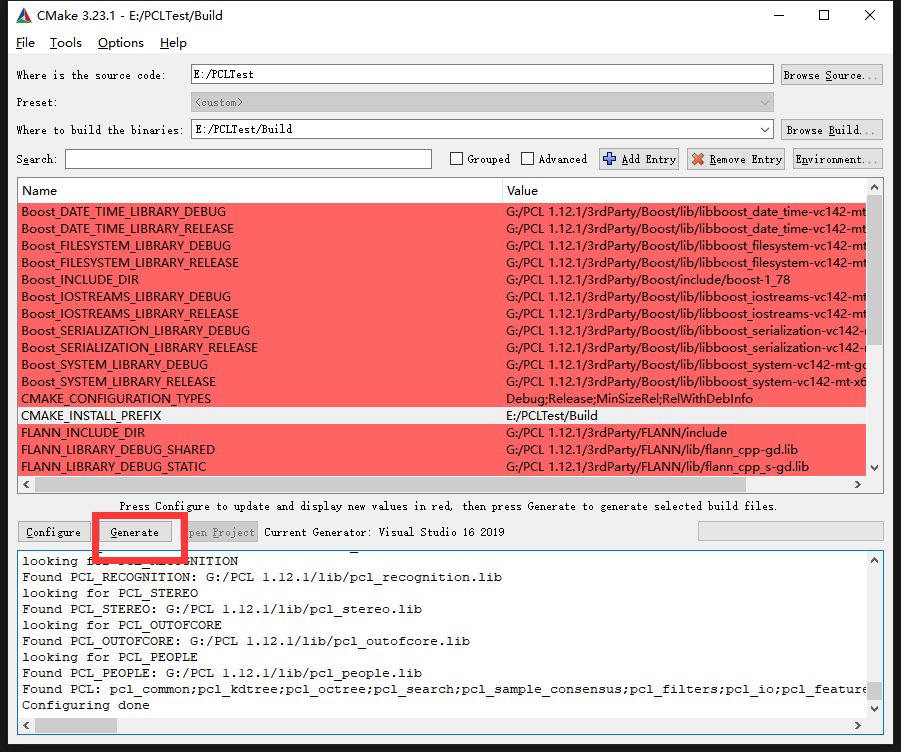 CMake 3.23.1 - E:/PCLTest/Build
File Tools Options Help
Where is the source code: E:/PCLTest Browse Source...
Preset: <custom>
Where to build the binaries: E:/PCLTest/Build Browse Build...
Search: Grouped Advanced Add Entry Remove Entry Environment...
Name Value
Boost_DATE_TIME_LIBRARY_DEBUG G:/PCL 1.12.1/3rdParty/Boost/lib/libboost_date_time-vc142-mt
Boost_DATE_TIME_LIBRARY_RELEASE G:/PCL 1.12.1/3rdParty/Boost/lib/libboost_date_time-vc142-mt
Boost_FILESYSTEM_LIBRARY_DEBUG G:/PCL 1.12.1/3rdParty/Boost/lib/libboost_filesystem-vc142-mt
Boost_FILESYSTEM_LIBRARY_RELEASE G:/PCL 1.12.1/3rdParty/Boost/lib/libboost_filesystem-vc142-mt
Boost_INCLUDE_DIR G:/PCL 1.12.1/3rdParty/Boost/include/boost-1_78
Boost_IOSTREAMS_LIBRARY_DEBUG G:/PCL 1.12.1/3rdParty/Boost/lib/libboost_iostreams-vc142-mt
Boost_IOSTREAMS_LIBRARY_RELEASE G:/PCL 1.12.1/3rdParty/Boost/lib/libboost_iostreams-vc142-mt
Boost_SERIALIZATION_LIBRARY_DEBUG G:/PCL 1.12.1/3rdParty/Boost/lib/libboost_serialization-vc142-
Boost_SERIALIZATION_LIBRARY_RELEASE G:/PCL 1.12.1/3rdParty/Boost/lib/libboost_serialization-vc142-
Boost_SYSTEM_LIBRARY_DEBUG G:/PCL 1.12.1/3rdParty/Boost/lib/libboost_system-vc142-mt-gd
Boost_SYSTEM_LIBRARY_RELEASE G:/PCL 1.12.1/3rdParty/Boost/lib/libboost_system-vc142-mt-x6
CMAKE_CONFIGURATION_TYPES Debug;Release;MinSizeRel;RelWithDebInfo
CMAKE_INSTALL_PREFIX E:/PCLTest/Build
FLANN_INCLUDE_DIR G:/PCL 1.12.1/3rdParty/FLANN/include
FLANN_LIBRARY_DEBUG_SHARED G:/PCL 1.12.1/3rdParty/FLANN/lib/flann_cpp-gd.lib
FLANN_LIBRARY_DEBUG_STATIC G:/PCL 1.12.1/3rdParty/FLANN/lib/flann_cpp_s-gd.lib
Press Configure to update and display new values in red, then press Generate to generate selected build files.
Configure Generate pen Project Current Generator: Visual Studio 16 2019
looking for PCL_RECOGNITION
Found PCL_RECOGNITION: G:/PCL 1.12.1/lib/pcl_recognition.lib
looking for PCL_STEREO
Found PCL_STEREO: G:/PCL 1.12.1/lib/pcl_stereo.lib
looking for PCL_OUTOFCORE
Found PCL_OUTOFCORE: G:/PCL 1.12.1/lib/pcl_outofcore.lib
looking for PCL_PEOPLE
Found PCL_PEOPLE: G:/PCL 1.12.1/lib/pcl_people.lib
Found PCL: pcl_common;pcl_kdtree;pcl_octree;pcl_search;pcl_sample_consensus;pcl_filters;pcl_io;pcl_feature
Configuring done